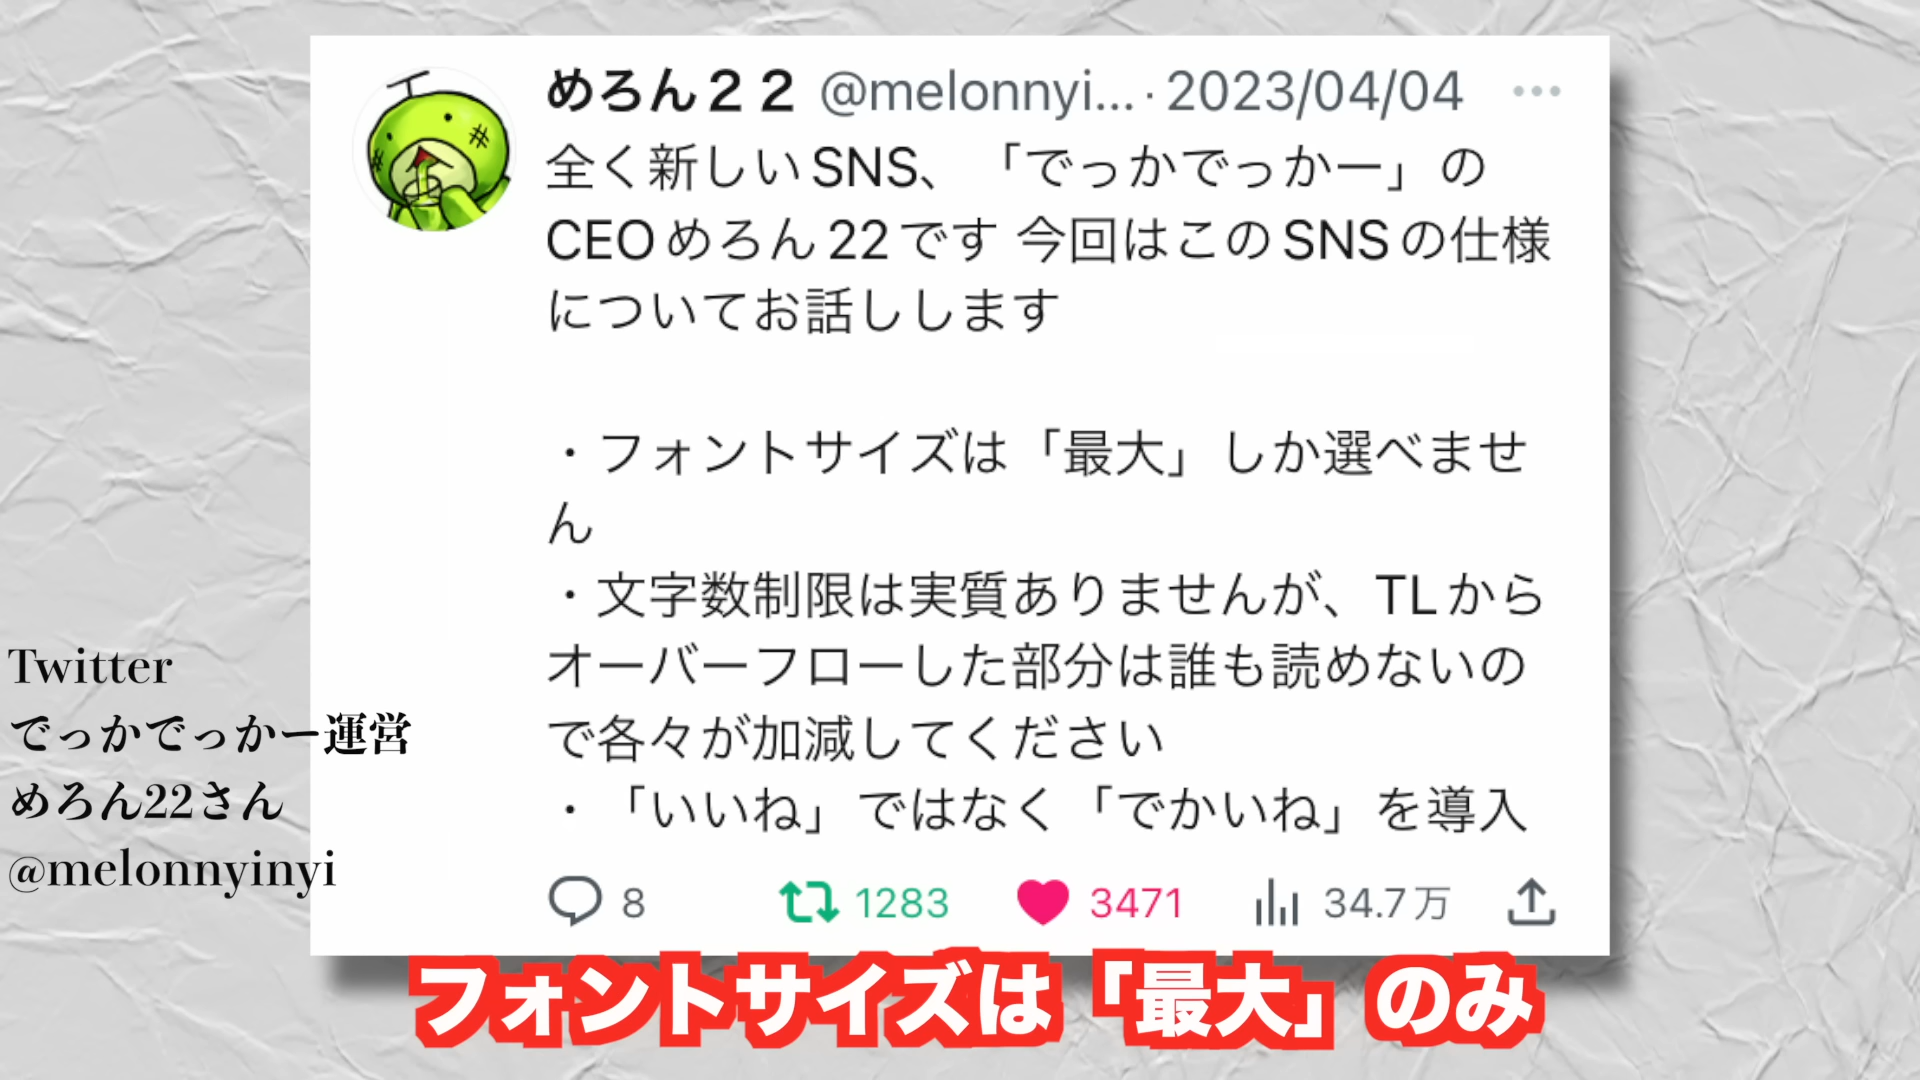 めろん２２ @melonnyi... · 2023/04/04 ...
全く新しいSNS、「でっかでっかー」の
CEOめろん22です 今回はこのSNSの仕様
についてお話しします
・フォントサイズは「最大」しか選べませ
ん
・文字数制限は実質ありませんが、TLから
オーバーフローした部分は誰も読めないの
で各々が加減してください
・「いいね」ではなく「でかいね」を導入
8 1283 3471 34.7万
Twitter
でっかでっかー運営
めろん22さん
@melonnyinyi
フォントサイズは「最大」のみ